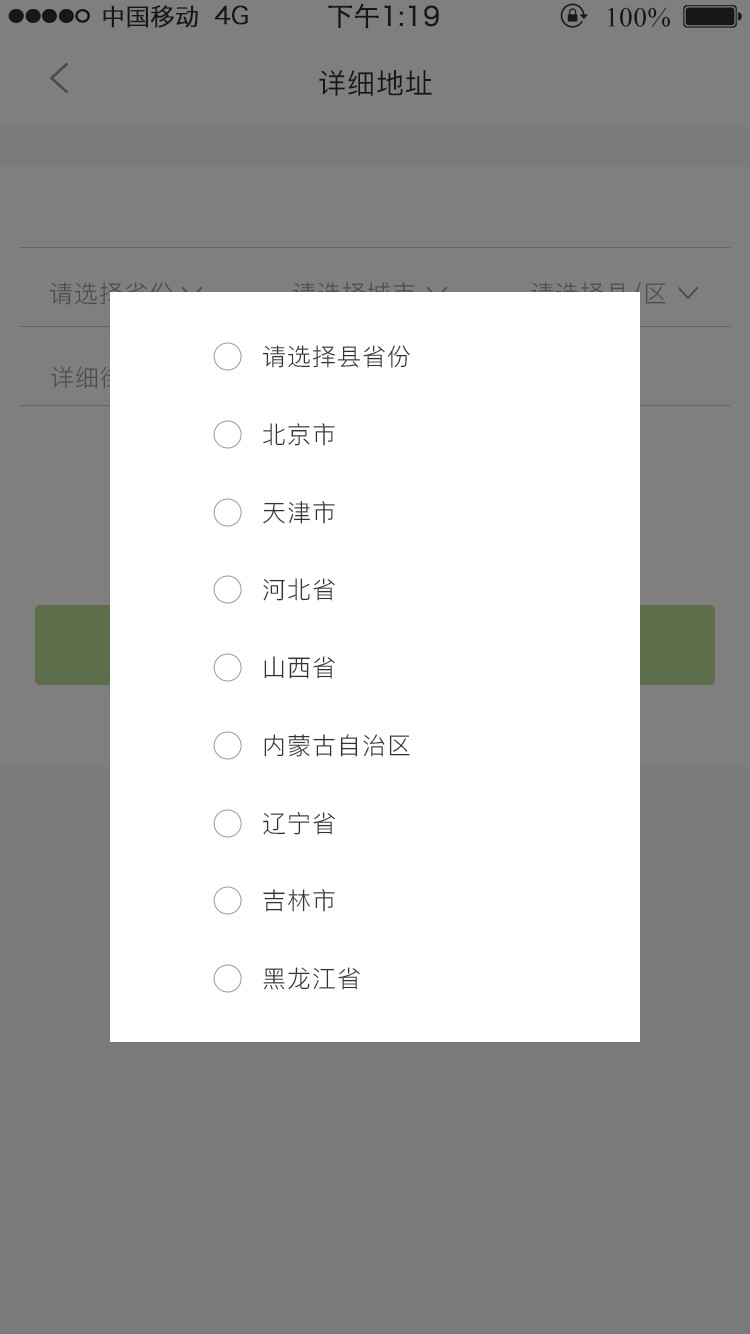 中国移动 4G 下午1:19 100%
详细地址
请选择省份 请选择城市 请选择县/区
请选择县省份
详细
北京市
天津市
河北省
山西省
内蒙古自治区
辽宁省
吉林市
黑龙江省